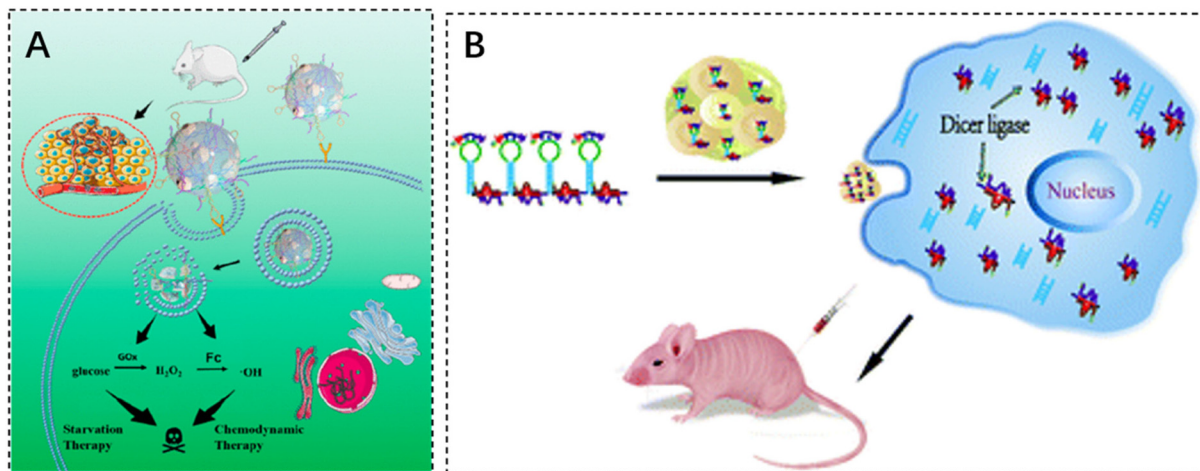 A
GOx
Fc
glucose
H₂O₂
·OH
Starvation
Therapy
Chemodynamic
Therapy
B
Dicer ligase
Nucleus